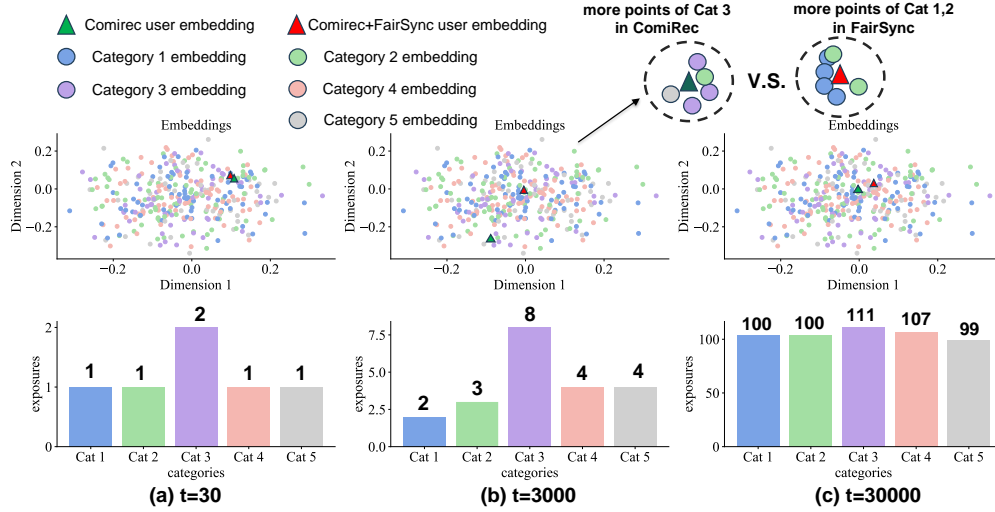 Comirec user embedding
Comirec+FairSync user embedding
Category 1 embedding
Category 2 embedding
Category 3 embedding
Category 4 embedding
Category 5 embedding
more points of Cat 3
in ComiRec
V.S.
more points of Cat 1,2
in FairSync
Embeddings
Dimension 2
0.2
0.0
−0.2
−0.2
0.0
0.2
Dimension 1
Embeddings
Dimension 2
0.2
0.0
−0.2
−0.2
0.0
0.2
Dimension 1
Embeddings
Dimension 2
0.2
0.0
−0.2
−0.2
0.0
0.2
Dimension 1
exposures
2
1
0
1
1
2
1
1
Cat 1
Cat 2
Cat 3
Cat 4
Cat 5
categories
(a) t=30
exposures
7.5
5.0
2.5
0.0
2
3
8
4
4
Cat 1
Cat 2
Cat 3
Cat 4
Cat 5
categories
(b) t=3000
exposures
100
50
0
100
100
111
107
99
Cat 1
Cat 2
Cat 3
Cat 4
Cat 5
categories
(c) t=30000